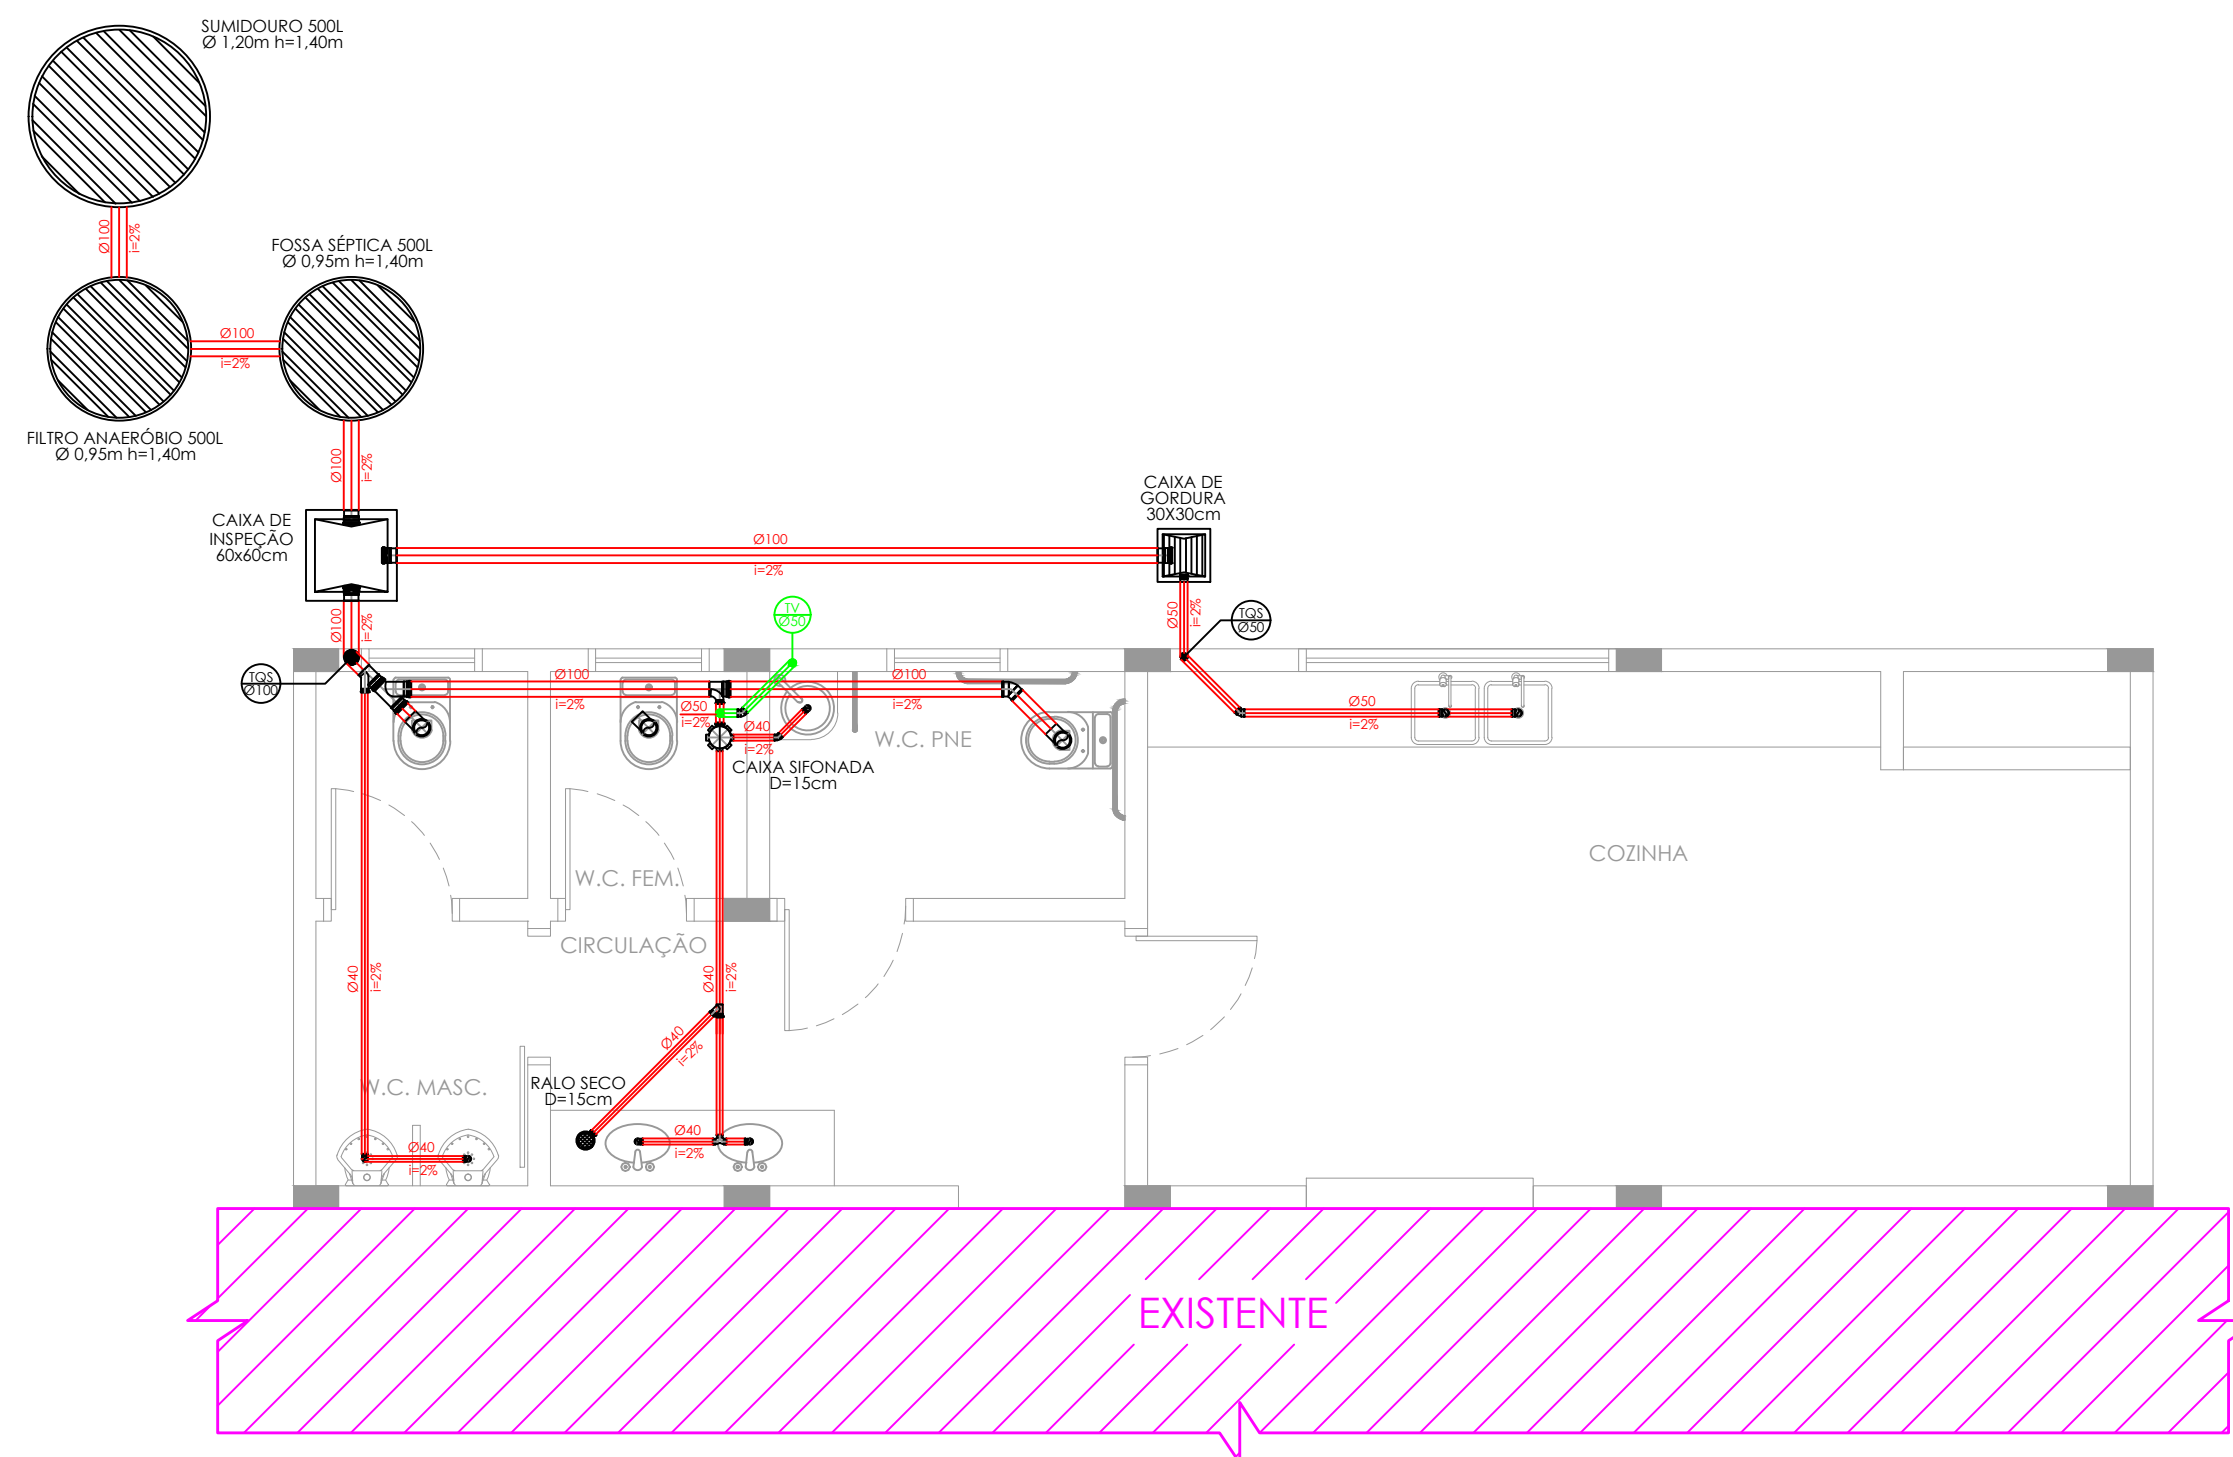 SUMIDOURO 500L
Ø 1,20m h=1,40m
Ø100
i=2%
FOSSA SÉPTICA 500L
Ø 0,95m h=1,40m
Ø100
i=2%
FILTRO ANAERÓBIO 500L
Ø 0,95m h=1,40m
Ø100
i=2%
CAIXA DE
INSPEÇÃO
60x60cm
Ø100
i=2%
CAIXA DE
GORDURA
30X30cm
Ø100
i=2%
TV
Ø50
Ø50
i=2%
TQS
Ø50
TQS
Ø100
Ø100
i=2%
Ø100
i=2%
Ø50
i=2%
Ø40
i=2%
Ø50
i=2%
W.C. PNE
CAIXA SIFONADA
D=15cm
COZINHA
W.C. FEM.
CIRCULAÇÃO
Ø40
i=2%
Ø40
i=2%
Ø40
i=2%
RALO SECO
D=15cm
W.C. MASC.
Ø40
i=2%
Ø40
i=2%
EXISTENTE